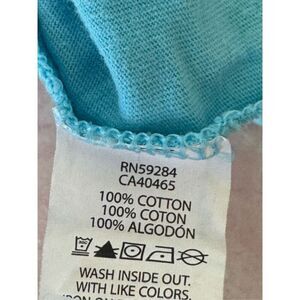 RN59284
CA40465
100% COTTON
100% COTON
100% ALGODÓN
WASH INSIDE OUT.
WITH LIKE COLORS.